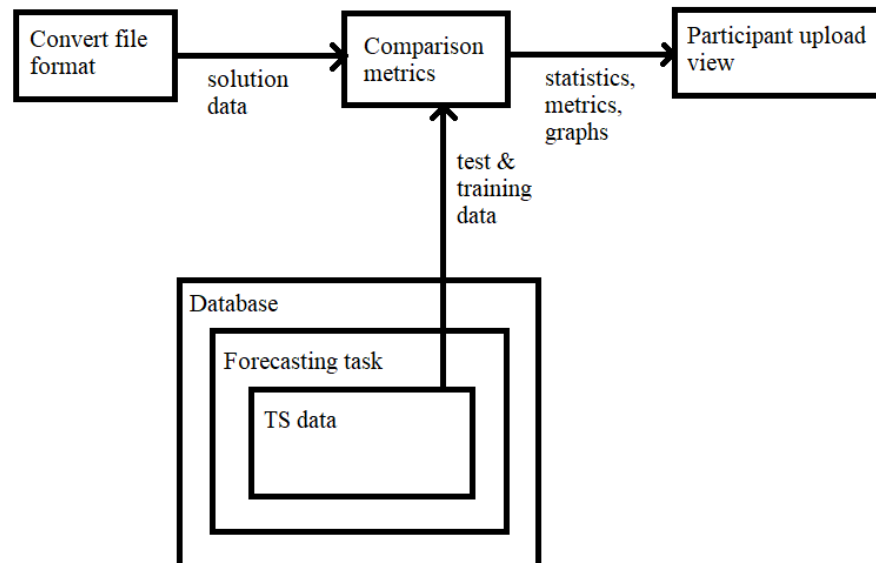 Convert file
format
solution
data
Comparison
metrics
statistics,
metrics,
graphs
Participant upload
view
test &
training
data
Database
Forecasting task
TS data